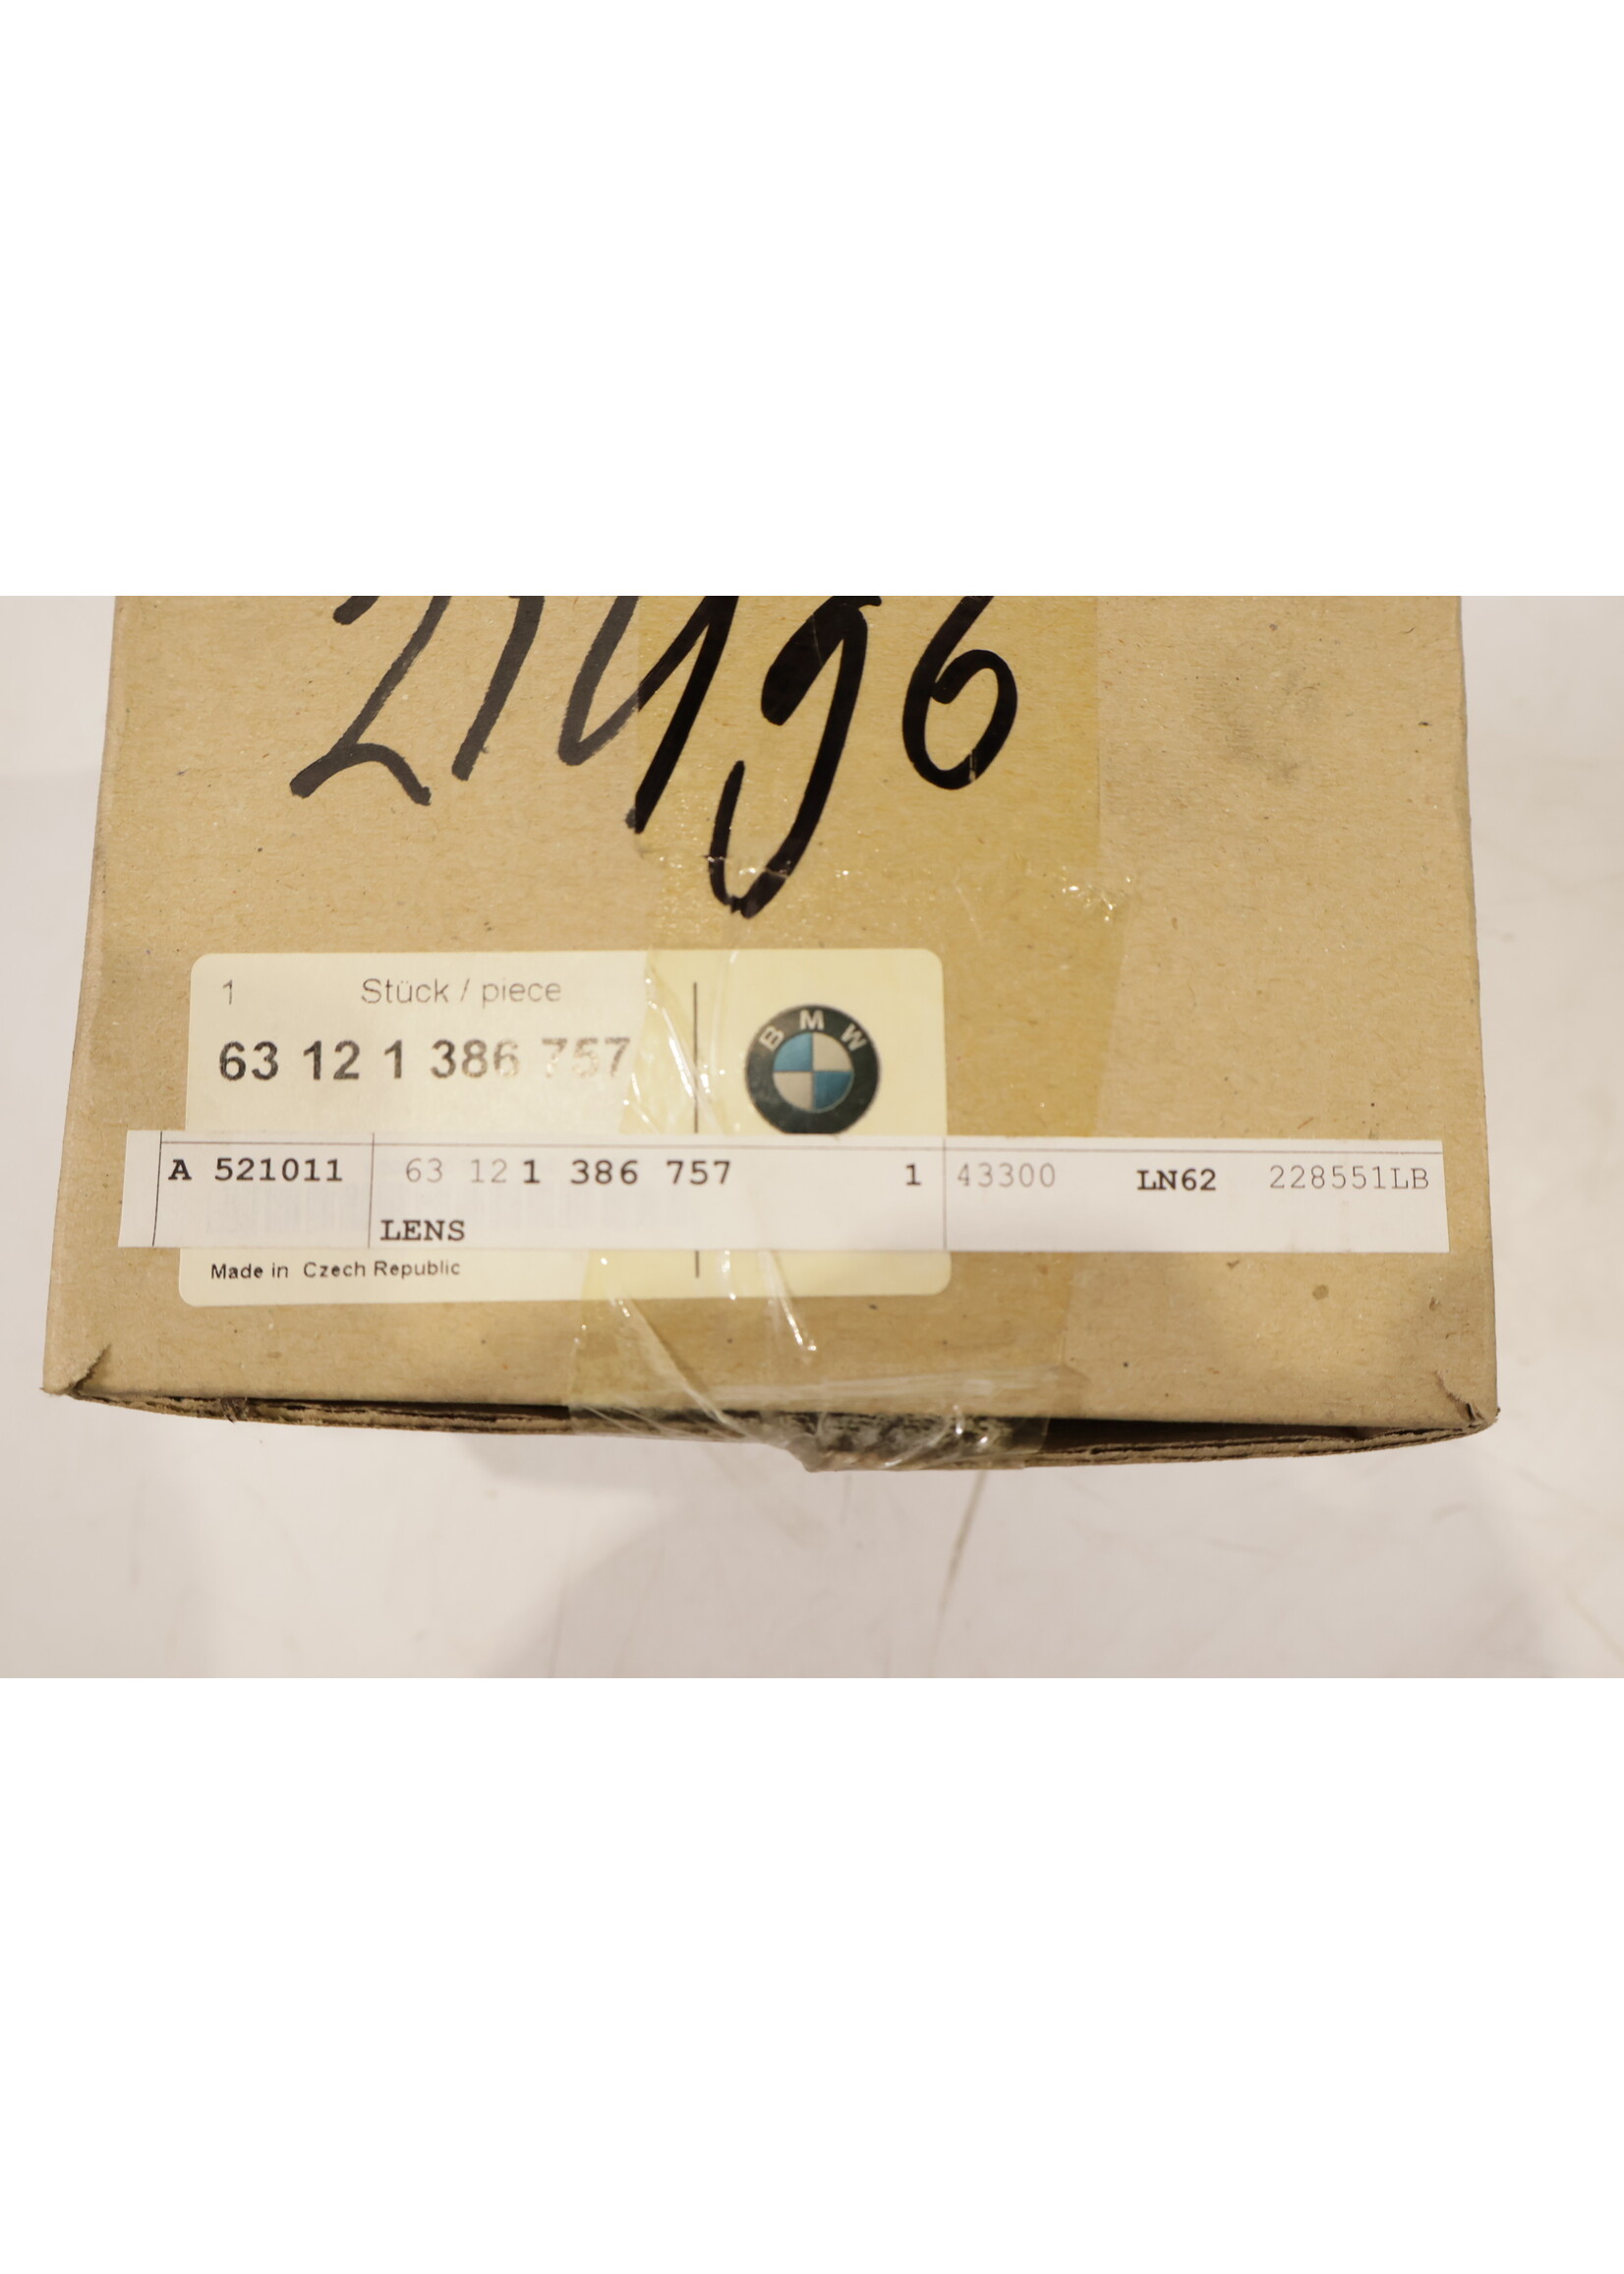 1 Stück / piece
63 12 1 386 757
BMW
A 521011 63 12 1 386 757 1 43300 LN62 228551LB
LENS
Made in Czech Republic